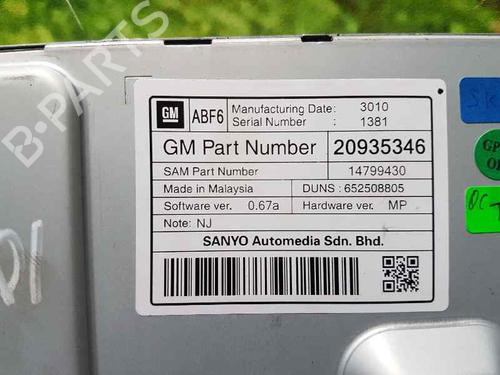 B-PARTS
GM ABF6 Manufacturing Date: 3010
Serial Number : 1381
GM Part Number 20935346
SAM Part Number 14799430
Made in Malaysia DUNS : 652508805
Software ver. 0.67a Hardware ver. MP
Note: NJ
SANYO Automedia Sdn. Bhd.
QC